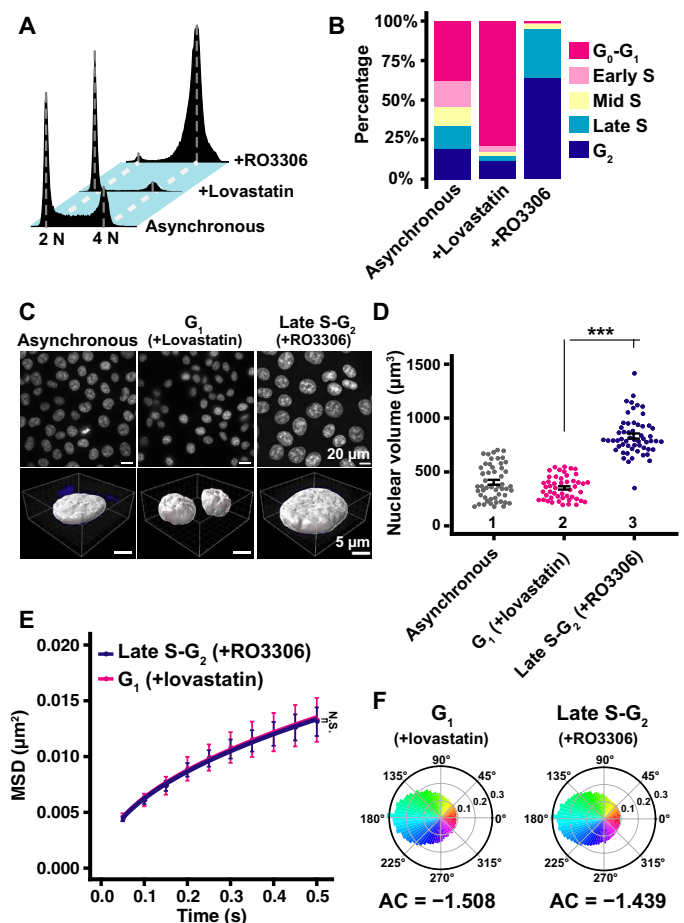 A
+RO3306
+Lovastatin
Asynchronous
2 N
4 N
B
Percentage
100%
75%
50%
25%
0%
G₀-G₁
Early S
Mid S
Late S
G₂
Asynchronous
+Lovastatin
+RO3306
C
Asynchronous
G₁
(+Lovastatin)
Late S-G₂
(+RO3306)
20 μm
5 μm
D
***
Nuclear volume (μm³)
1500
1000
500
0
1
2
3
Asynchronous
G₁ (+lovastatin)
Late S-G₂ (+RO3306)
E
MSD (μm²)
0.020
0.015
0.010
0.005
0.000
Late S-G₂ (+RO3306)
G₁ (+lovastatin)
N.S.
0.0
0.1
0.2
0.3
0.4
0.5
Time (s)
F
G₁
(+lovastatin)
90°
135°
45°
0.3
0.2
0.1
180°
0°
225°
315°
270°
AC = −1.508
Late S-G₂
(+RO3306)
90°
135°
45°
0.3
0.2
0.1
180°
0°
225°
315°
270°
AC = −1.439